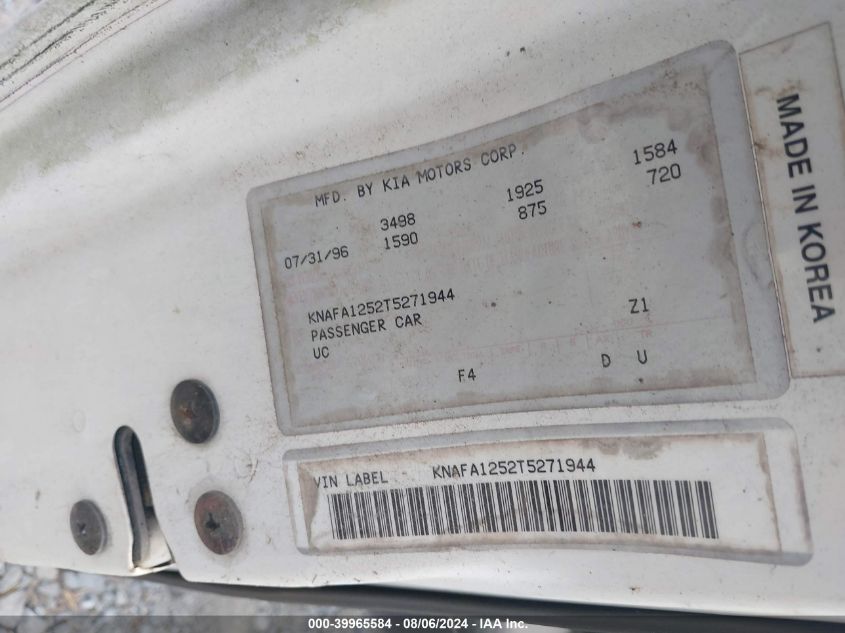 MFD. BY KIA MOTORS CORP.
3498 1925 1584
07/31/96 1590 875 720
KNAFA1252T5271944
PASSENGER CAR Z1
UC
F4 D U
MADE IN KOREA
VIN LABEL KNAFA1252T5271944
000-39965584 - 08/06/2024 - IAA Inc.